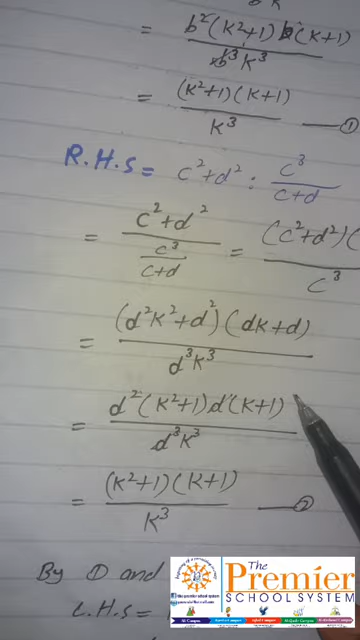 = b²(k²+1) b(k+1) / b³k³
= (k²+1)(k+1) / k³ —①
R.H.S = c²+d² : c³/(c+d)
= (c²+d²) / (c³/(c+d)) = (c²+d²)( / c³
= (d²k²+d²)(dk+d) / d³k³
= d²(k²+1)d(k+1) / d³k³
= (k²+1)(k+1) / k³ —②
By ① and
L.H.S =
The
Premier
SCHOOL SYSTEM